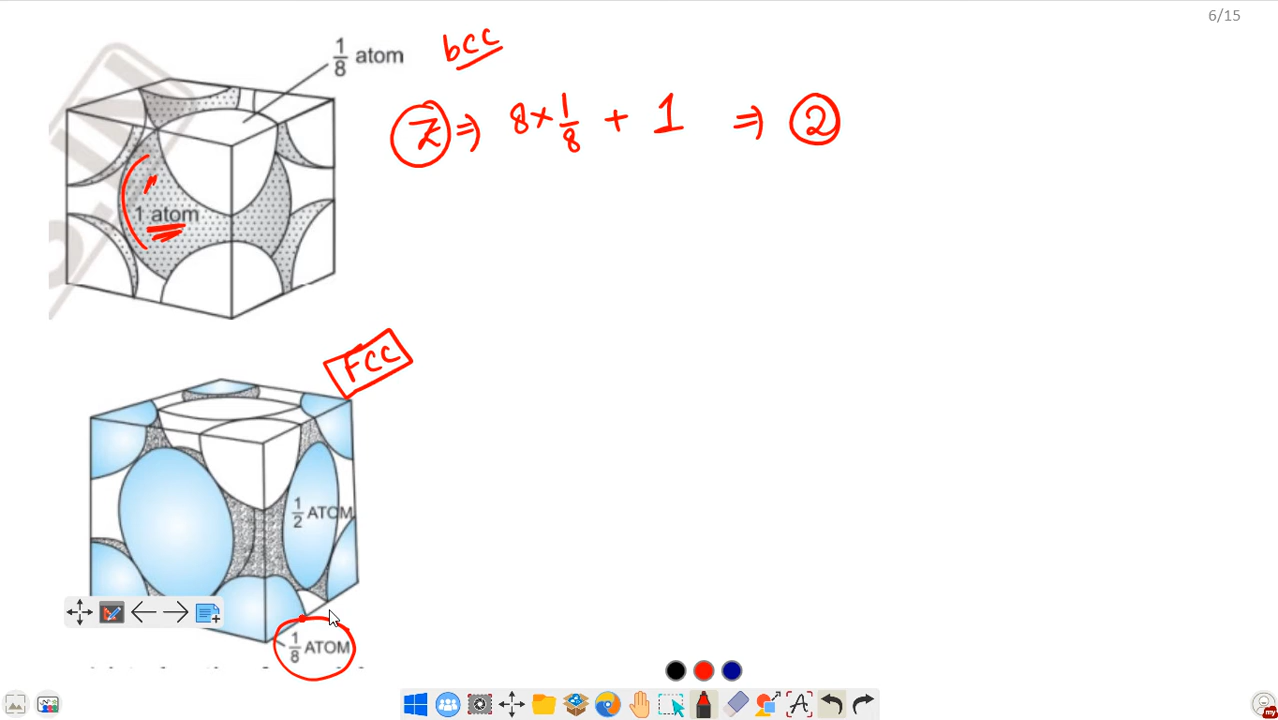 6/15
1/8 atom
bcc
Z ⇒ 8 × 1/8 + 1 ⇒ 2
1 atom
FCC
1/2 ATOM
1/8 ATOM